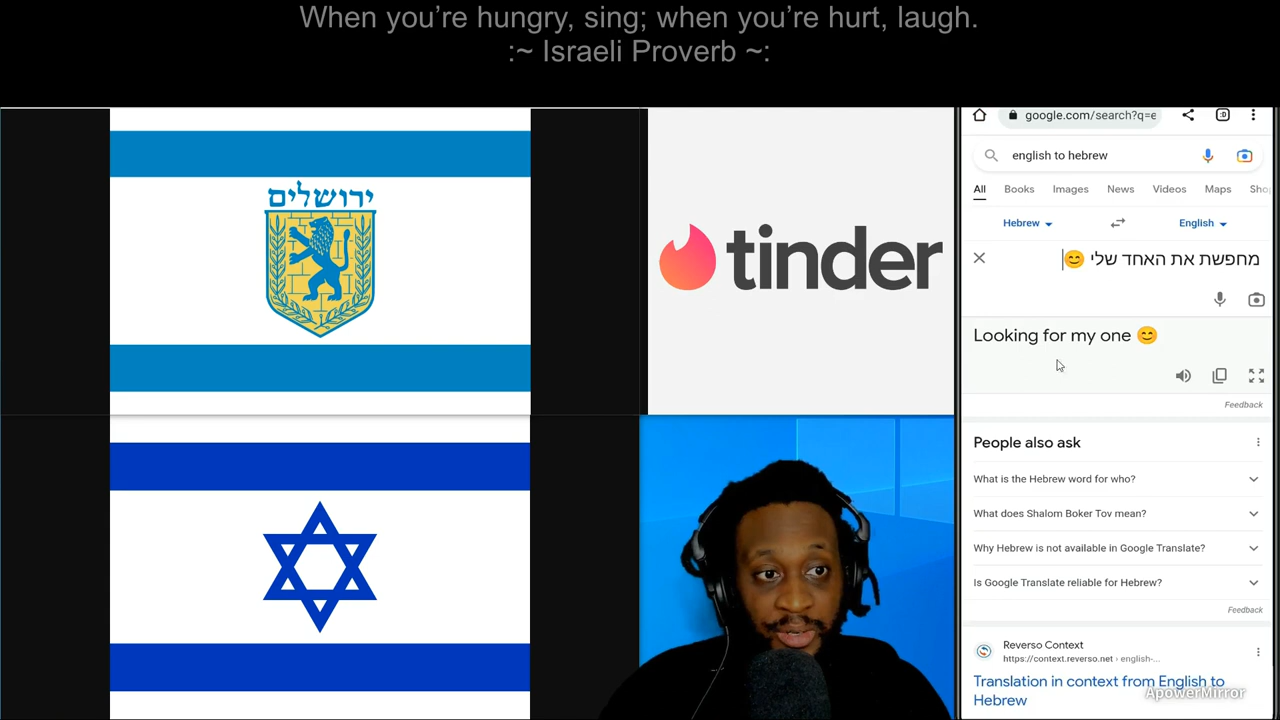 When you’re hungry, sing; when you’re hurt, laugh.
:~ Israeli Proverb ~:
ירושלים
tinder
google.com/search?q=e
:D
english to hebrew
All Books Images News Videos Maps Sho
Hebrew English
מחפשת את האחד שלי 😊
Looking for my one 😊
Feedback
People also ask
What is the Hebrew word for who?
What does Shalom Boker Tov mean?
Why Hebrew is not available in Google Translate?
Is Google Translate reliable for Hebrew?
Feedback
Reverso Context
https://context.reverso.net › english-...
Translation in context from English to
Hebrew
ApowerMirror